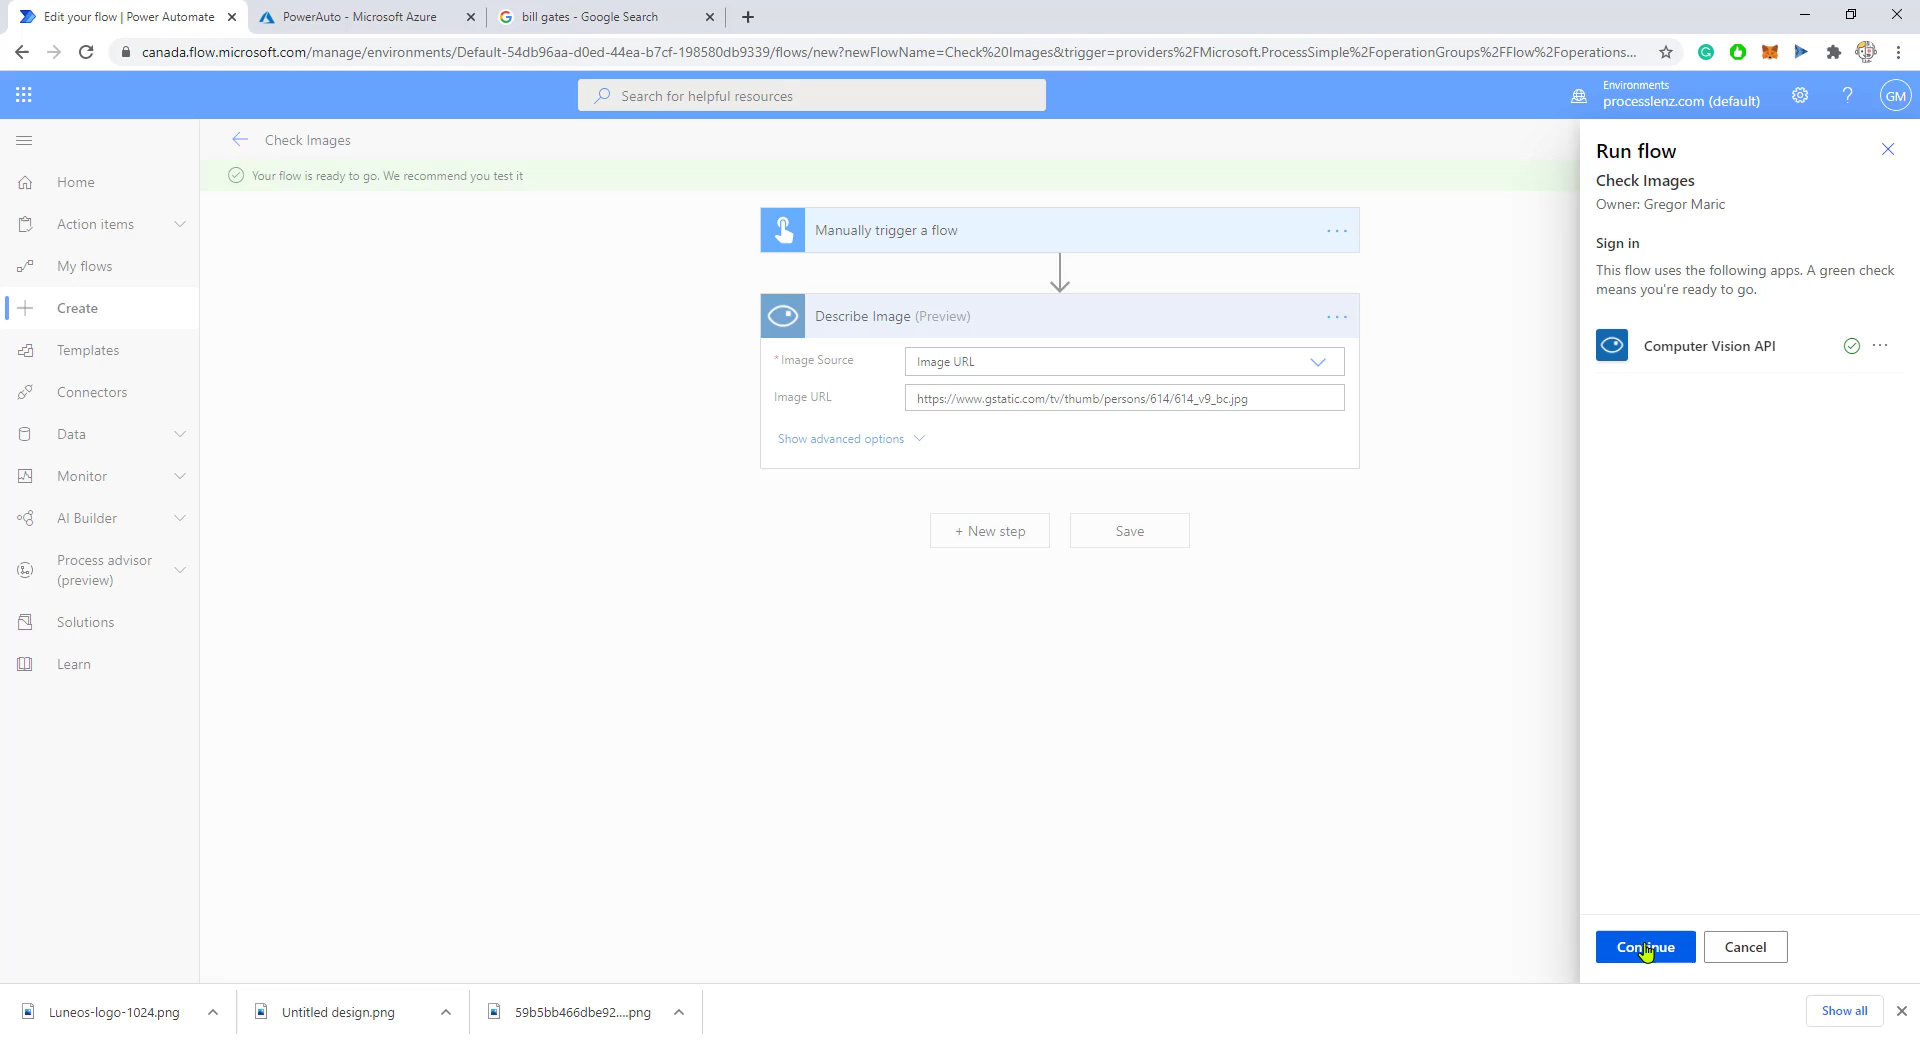 Edit your flow | Power Automate
PowerAuto - Microsoft Azure
bill gates - Google Search
canada.flow.microsoft.com/manage/environments/Default-54db96aa-d0ed-44ea-b7cf-198580db9339/flows/new?newFlowName=Check%20Images&trigger=providers%2FMicrosoft.ProcessSimple%2FoperationGroups%2FFlow%2Foperations...
Search for helpful resources
Environments
processlenz.com (default)
?
GM
Check Images
Your flow is ready to go. We recommend you test it
Home
Action items
My flows
Create
Templates
Connectors
Data
Monitor
AI Builder
Process advisor
(preview)
Solutions
Learn
Manually trigger a flow
Describe Image (Preview)
* Image Source
Image URL
Image URL
https://www.gstatic.com/tv/thumb/persons/614/614_v9_bc.jpg
Show advanced options
+ New step
Save
Run flow
Check Images
Owner: Gregor Maric
Sign in
This flow uses the following apps. A green check
means you're ready to go.
Computer Vision API
Continue
Cancel
Luneos-logo-1024.png
Untitled design.png
59b5bb466dbe92....png
Show all